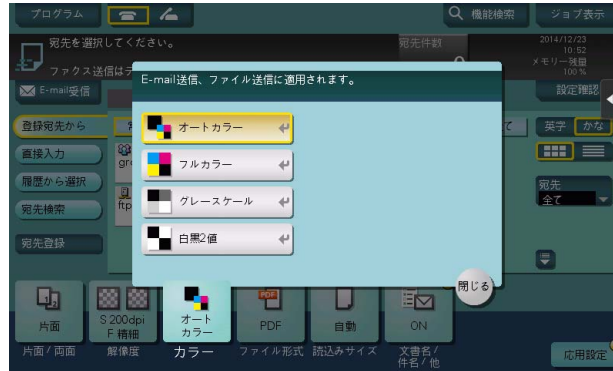 プログラム
機能検索
ジョブ表示
宛先を選択してください。
宛先件数
2014/12/23
10:52
メモリー残量
100 %
ファクス送信はテ
E-mail送信、ファイル送信に適用されます。
E-mail受信
設定確認
登録宛先から
オートカラー
て
英字
かな
直接入力
gr
フルカラー
履歴から選択
ftp
グレースケール
宛先
全て
宛先検索
宛先登録
白黒2値
閉じる
片面
S 200dpi
F 精細
オート
カラー
PDF
PDF
自動
ON
片面 / 両面
解像度
カラー
ファイル形式
読込みサイズ
文書名 /
件名 / 他
応用設定